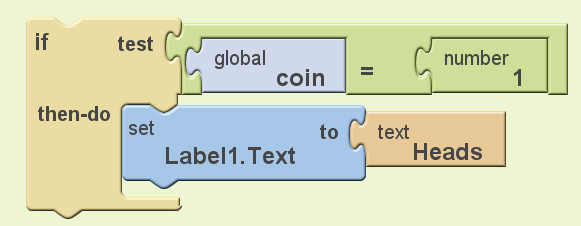 if test global coin = number 1
then-do set Label1.Text to text Heads